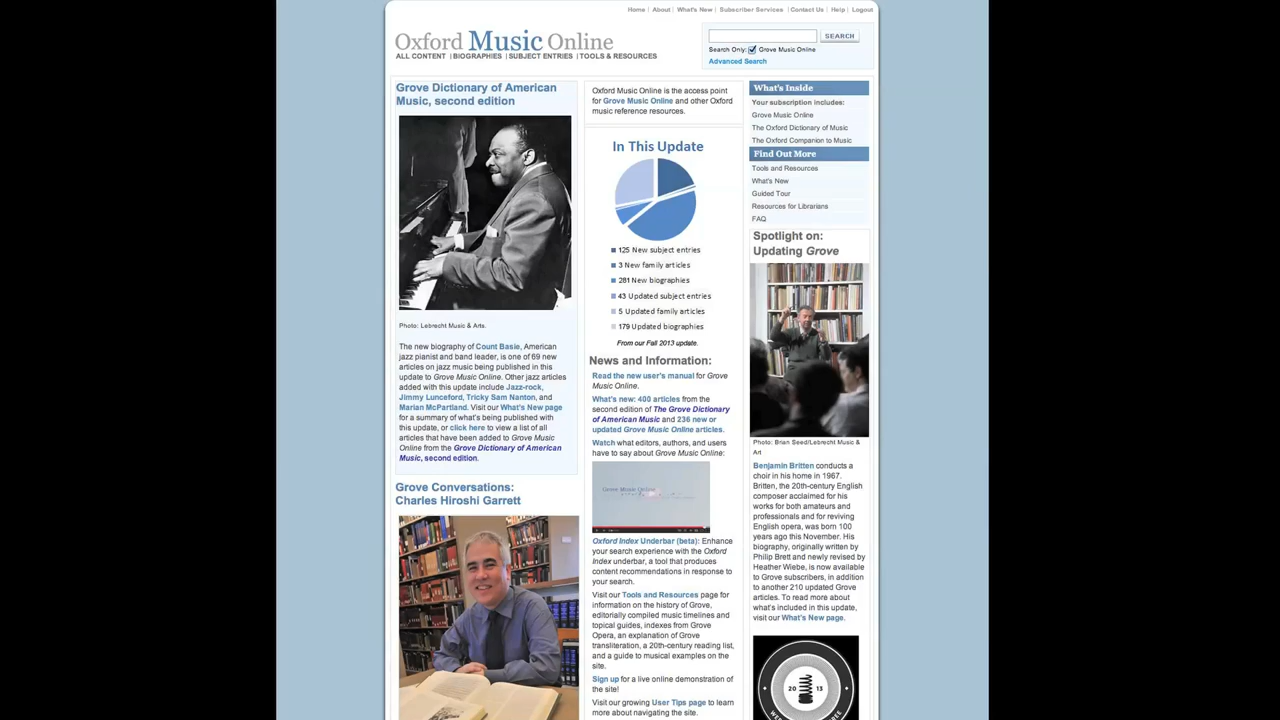 Home | About | What's New | Subscriber Services | Contact Us | Help | Logout
Oxford Music Online
ALL CONTENT | BIOGRAPHIES | SUBJECT ENTRIES | TOOLS & RESOURCES
SEARCH
Search Only: Grove Music Online
Advanced Search
Grove Dictionary of American
Music, second edition
Photo: Lebrecht Music & Arts.
The new biography of Count Basie, American
jazz pianist and band leader, is one of 69 new
articles on jazz music being published in this
update to Grove Music Online. Other jazz articles
added with this update include Jazz-rock,
Jimmy Lunceford, Tricky Sam Nanton, and
Marian McPartland. Visit our What's New page
for a summary of what's being published with
this update, or click here to view a list of all
articles that have been added to Grove Music
Online from the Grove Dictionary of American
Music, second edition.
Grove Conversations:
Charles Hiroshi Garrett
Oxford Music Online is the access point
for Grove Music Online and other Oxford
music reference resources.
In This Update
125 New subject entries
3 New family articles
281 New biographies
43 Updated subject entries
5 Updated family articles
179 Updated biographies
From our Fall 2013 update.
News and Information:
Read the new user's manual for Grove
Music Online.
What's new: 400 articles from the
second edition of The Grove Dictionary
of American Music and 236 new or
updated Grove Music Online articles.
Watch what editors, authors, and users
have to say about Grove Music Online:
Grove Music Online
Oxford Index Underbar (beta): Enhance
your search experience with the Oxford
Index underbar, a tool that produces
content recommendations in response to
your search.
Visit our Tools and Resources page for
information on the history of Grove,
editorially compiled music timelines and
topical guides, indexes from Grove
Opera, an explanation of Grove
transliteration, a 20th-century reading list,
and a guide to musical examples on the
site.
Sign up for a live online demonstration of
the site!
Visit our growing User Tips page to learn
more about navigating the site.
What's Inside
Your subscription includes:
Grove Music Online
The Oxford Dictionary of Music
The Oxford Companion to Music
Find Out More
Tools and Resources
What's New
Guided Tour
Resources for Librarians
FAQ
Spotlight on:
Updating Grove
Photo: Brian Seed/Lebrecht Music &
Art
Benjamin Britten conducts a
choir in his home in 1967.
Britten, the 20th-century English
composer acclaimed for his
works for both amateurs and
professionals and for reviving
English opera, was born 100
years ago this November. His
biography, originally written by
Philip Brett and newly revised by
Heather Wiebe, is now available
to Grove subscribers, in addition
to another 210 updated Grove
articles. To read more about
what's included in this update,
visit our What's New page.
20 13